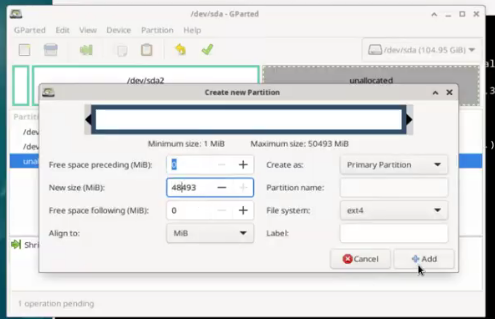 /dev/sda - GParted
GParted Edit View Device Partition Help
/dev/sda (104.95 GiB)
/dev/sda2 unallocated
Create new Partition
Minimum size: 1 MiB Maximum size: 50493 MiB
Free space preceding (MiB): 0 Create as: Primary Partition
New size (MiB): 48493 Partition name:
Free space following (MiB): 0 File system: ext4
Align to: MiB Label:
Cancel Add
1 operation pending